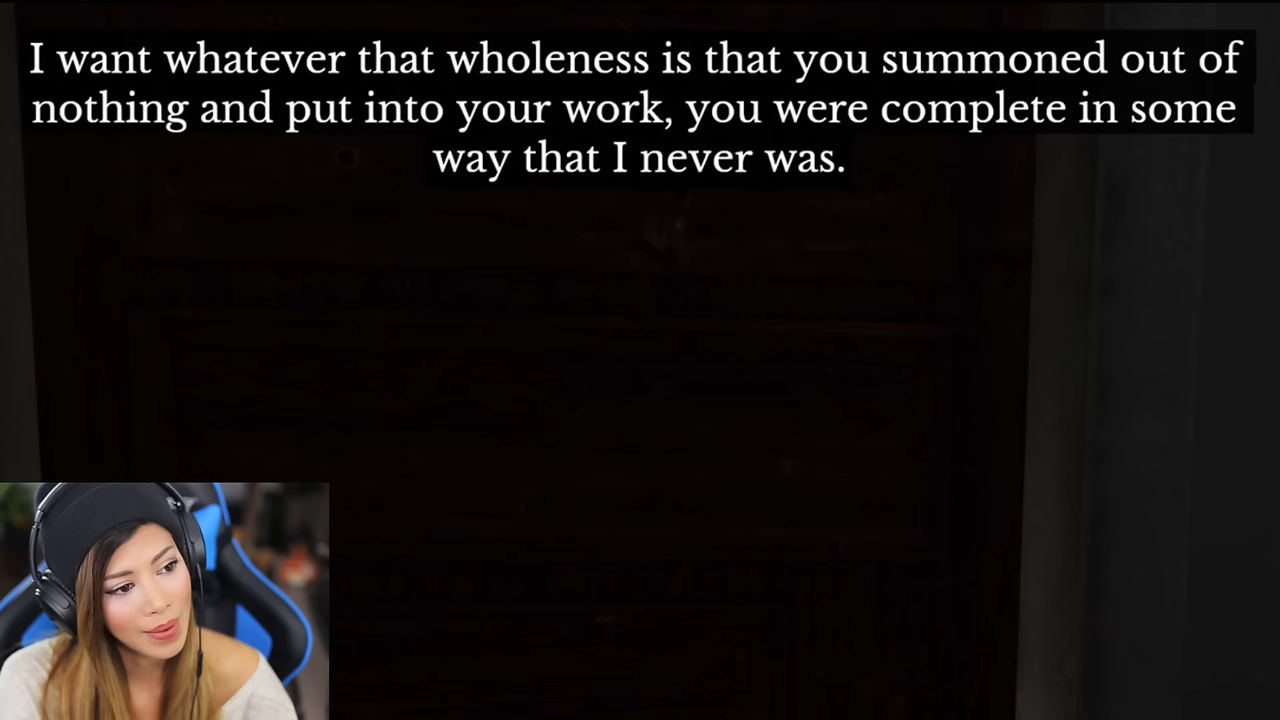 I want whatever that wholeness is that you summoned out of
nothing and put into your work, you were complete in some
way that I never was.